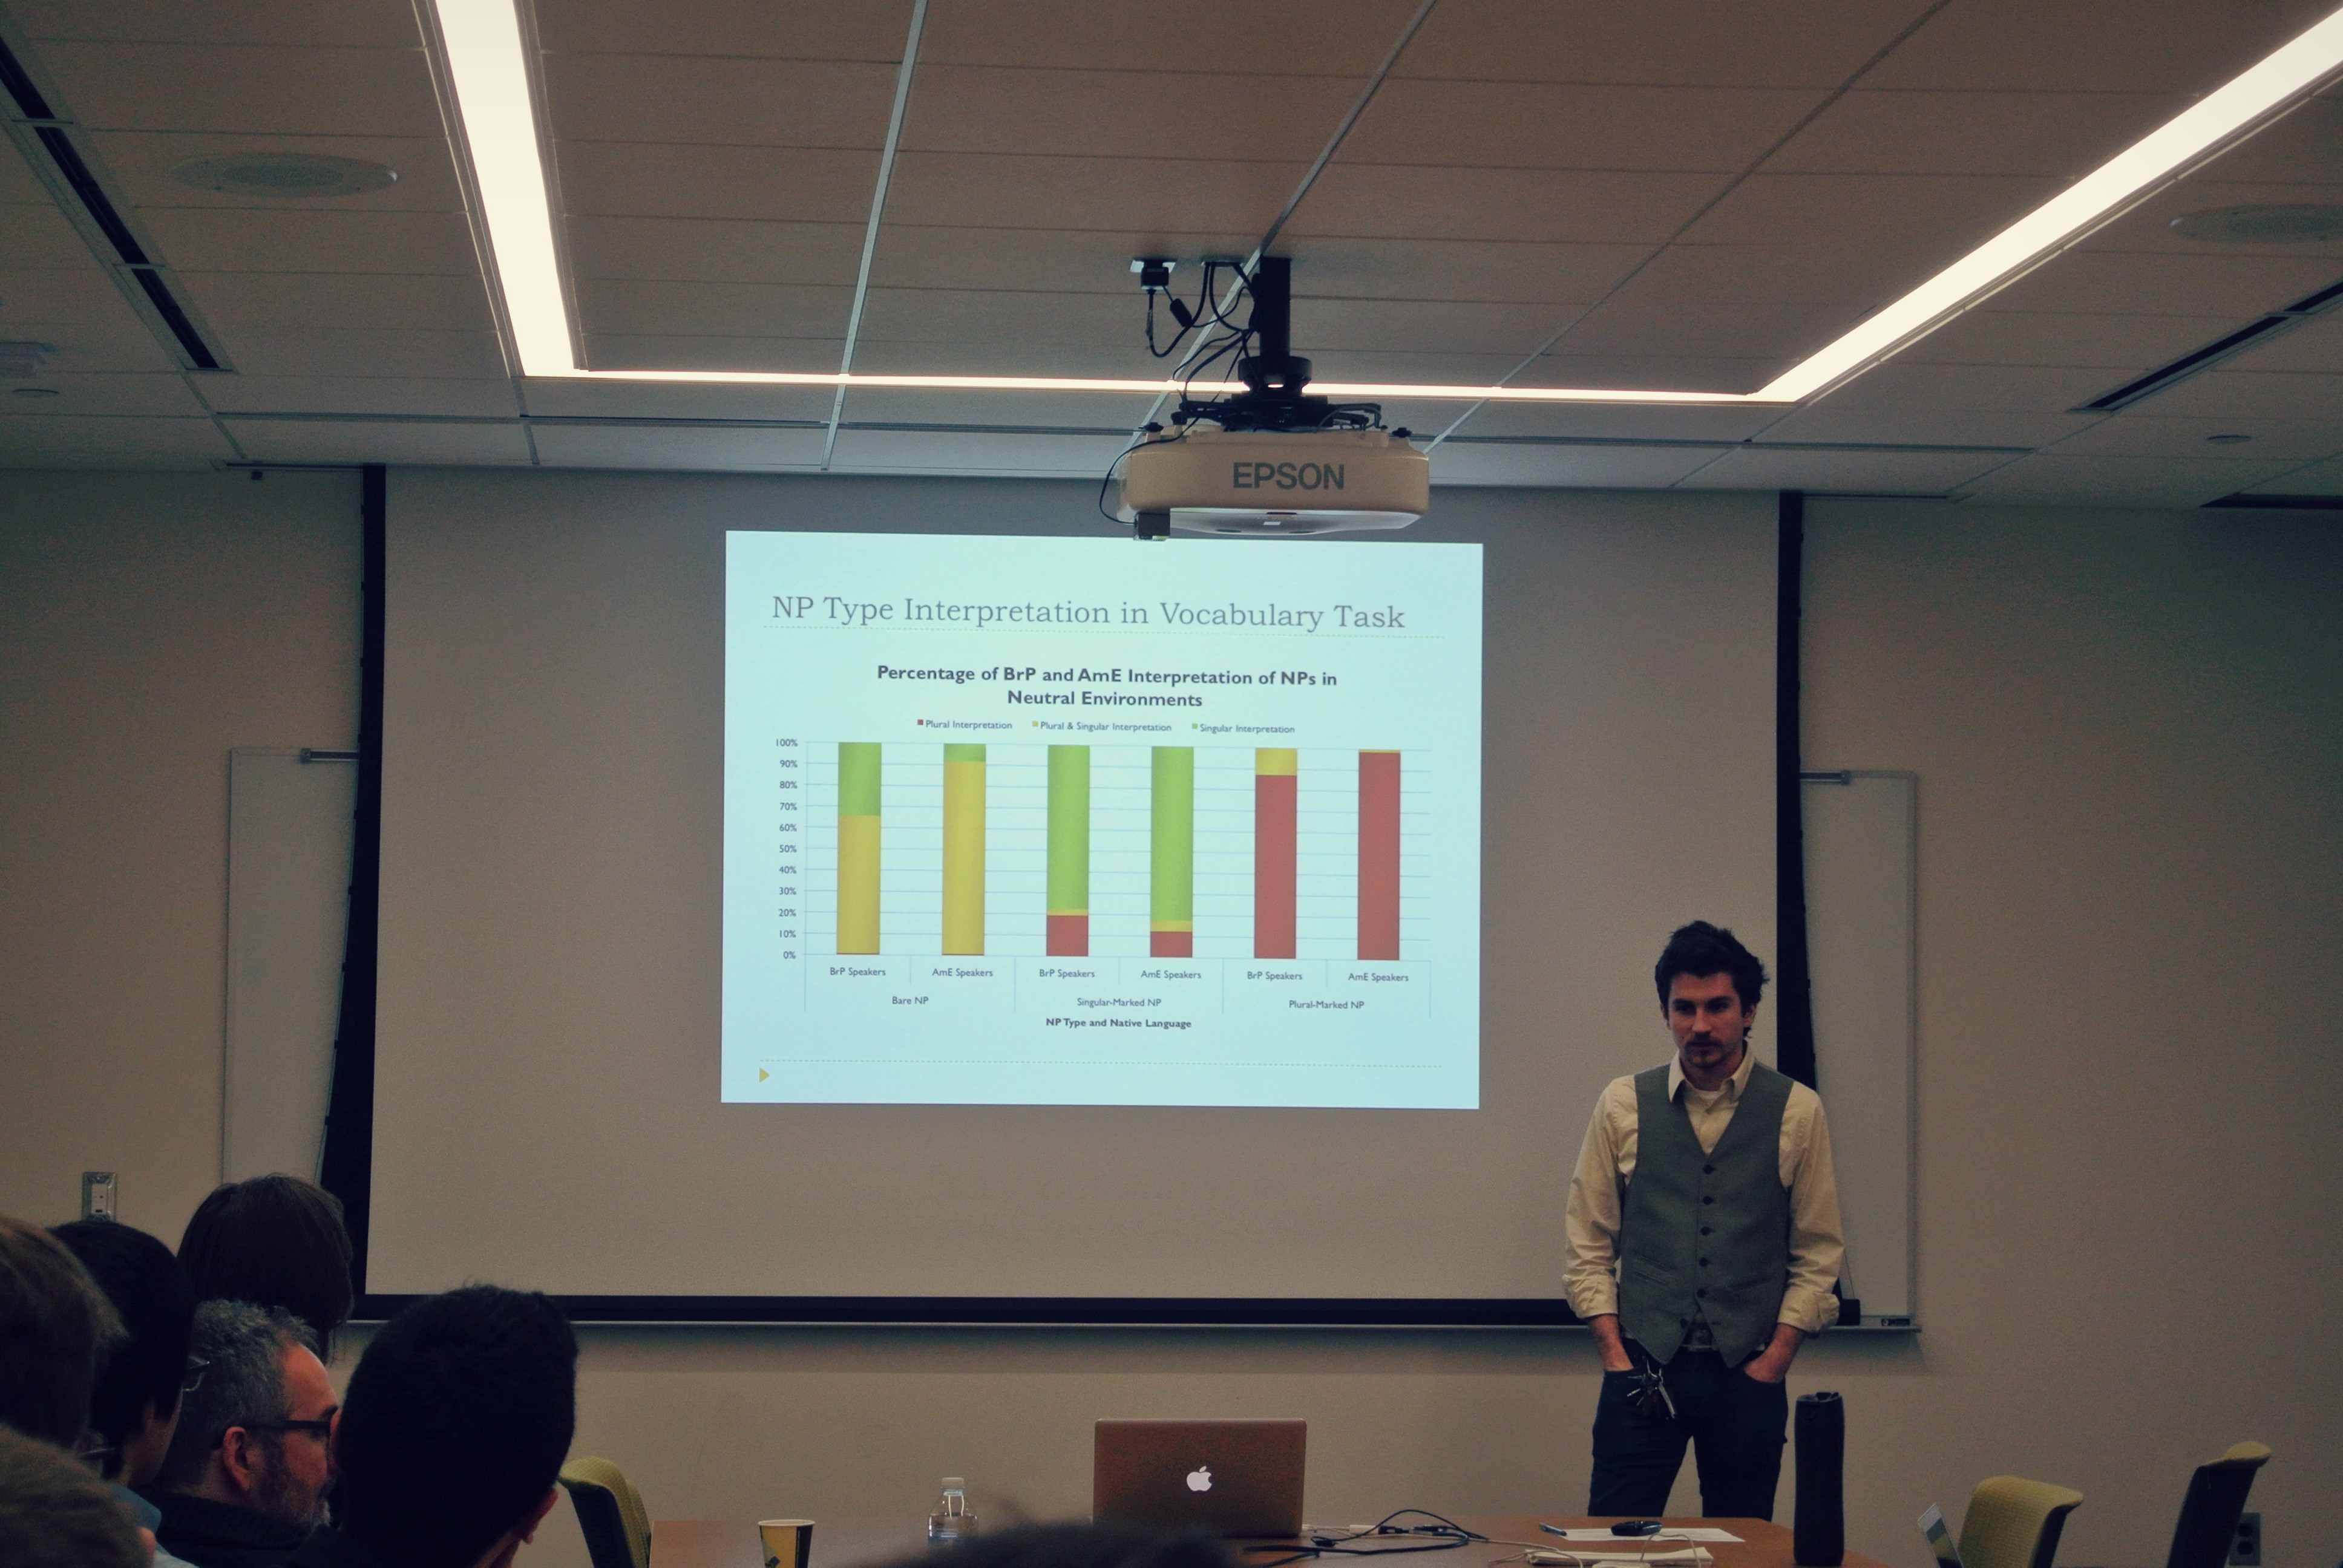 EPSON
NP Type Interpretation in Vocabulary Task
Percentage of BrP and AmE Interpretation of NPs in
Neutral Environments
Plural Interpretation Plural & Singular Interpretation Singular Interpretation
100%
90%
80%
70%
60%
50%
40%
30%
20%
10%
0%
BrP Speakers AmE Speakers BrP Speakers AmE Speakers BrP Speakers AmE Speakers
Bare NP Singular-Marked NP Plural-Marked NP
NP Type and Native Language